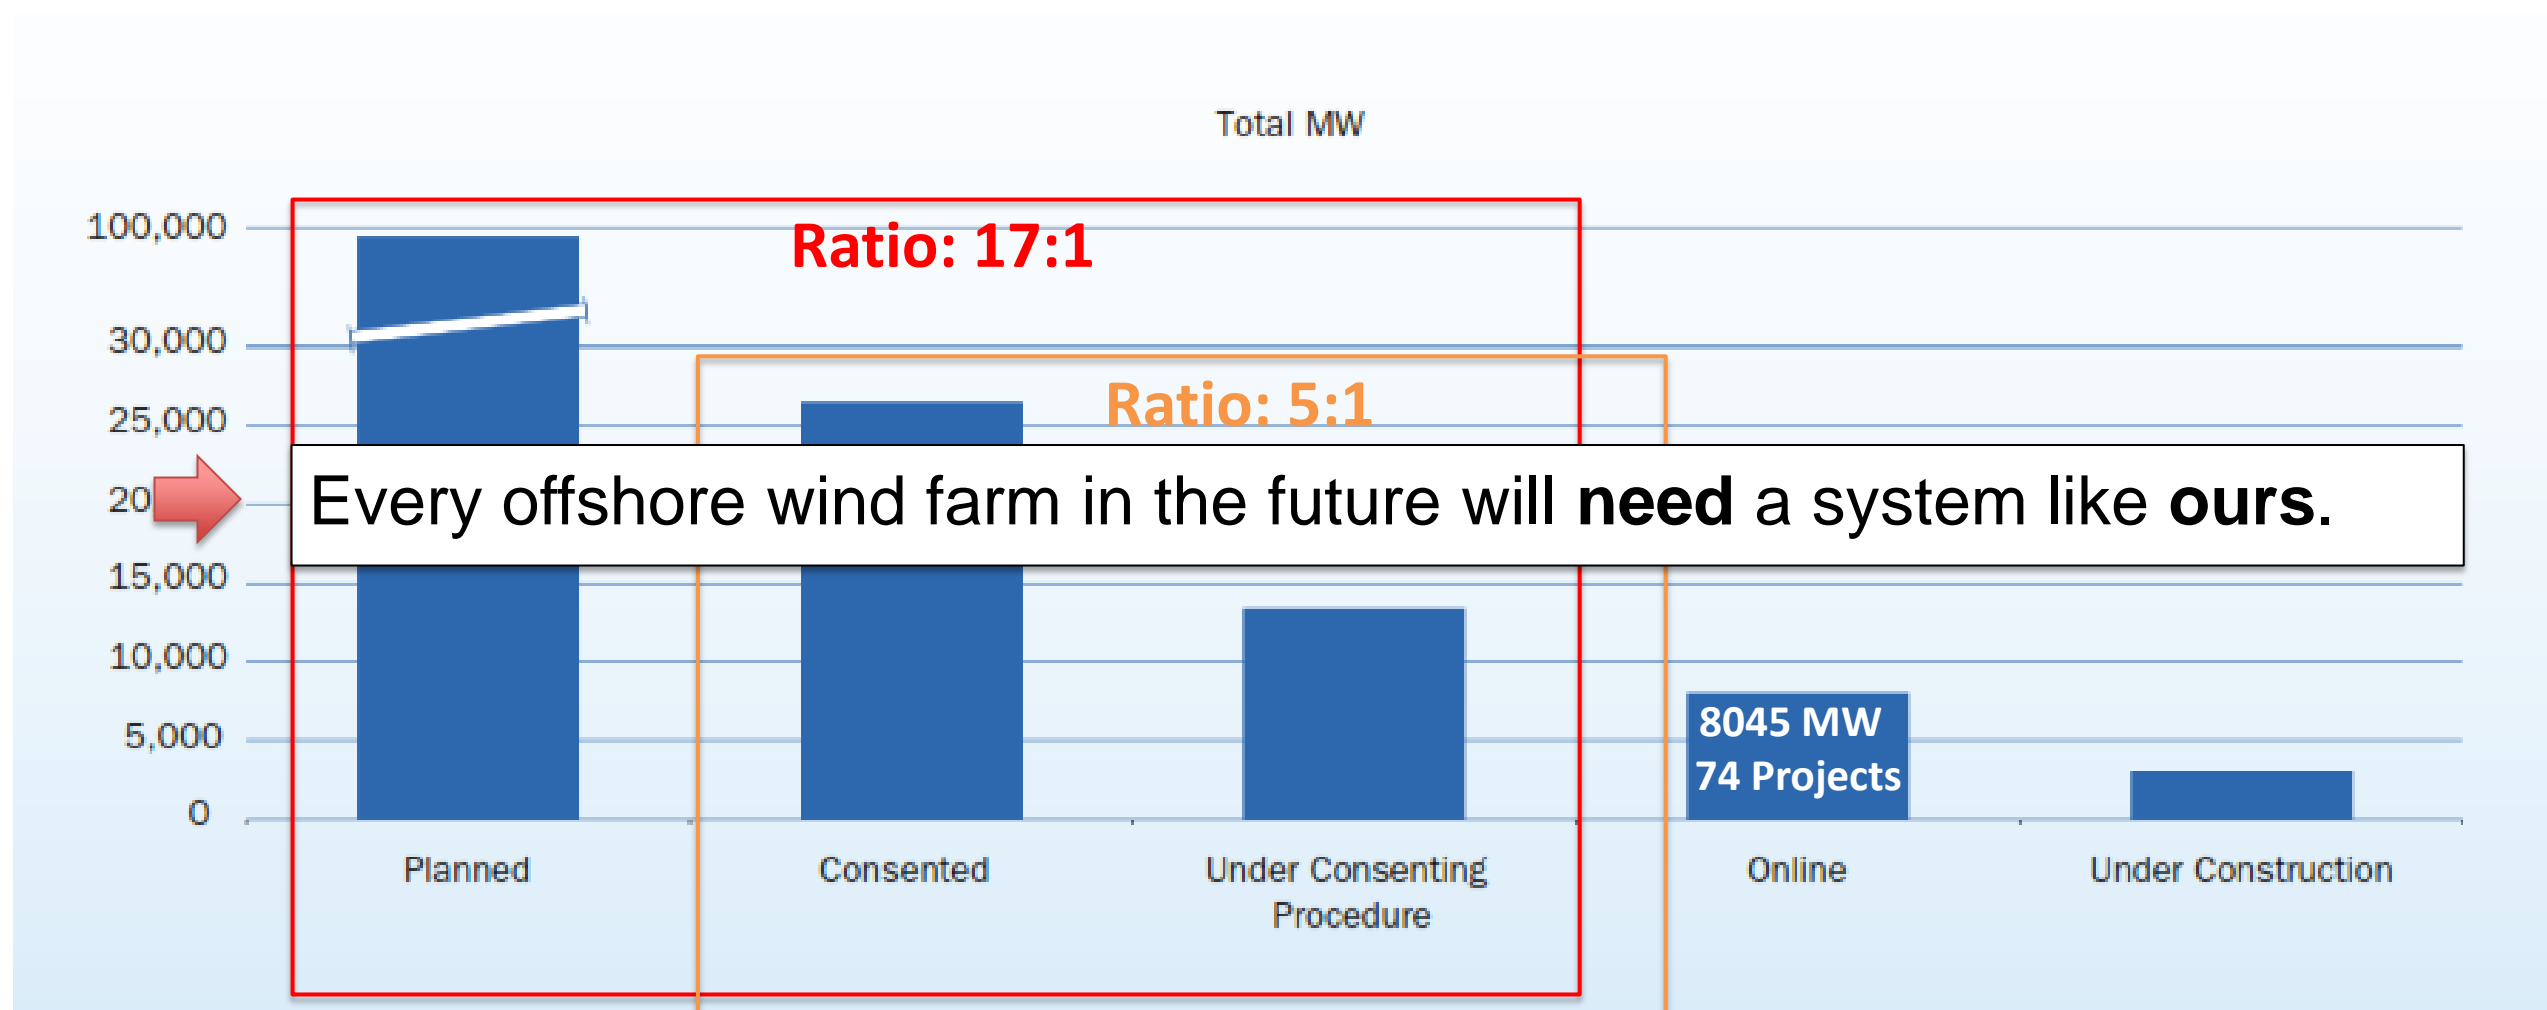 Total MW
100,000
Ratio: 17:1
30,000
Ratio: 5:1
25,000
20
Every offshore wind farm in the future will need a system like ours.
15,000
10,000
5,000
8045 MW
74 Projects
0
Planned
Consented
Under Consenting
Procedure
Online
Under Construction